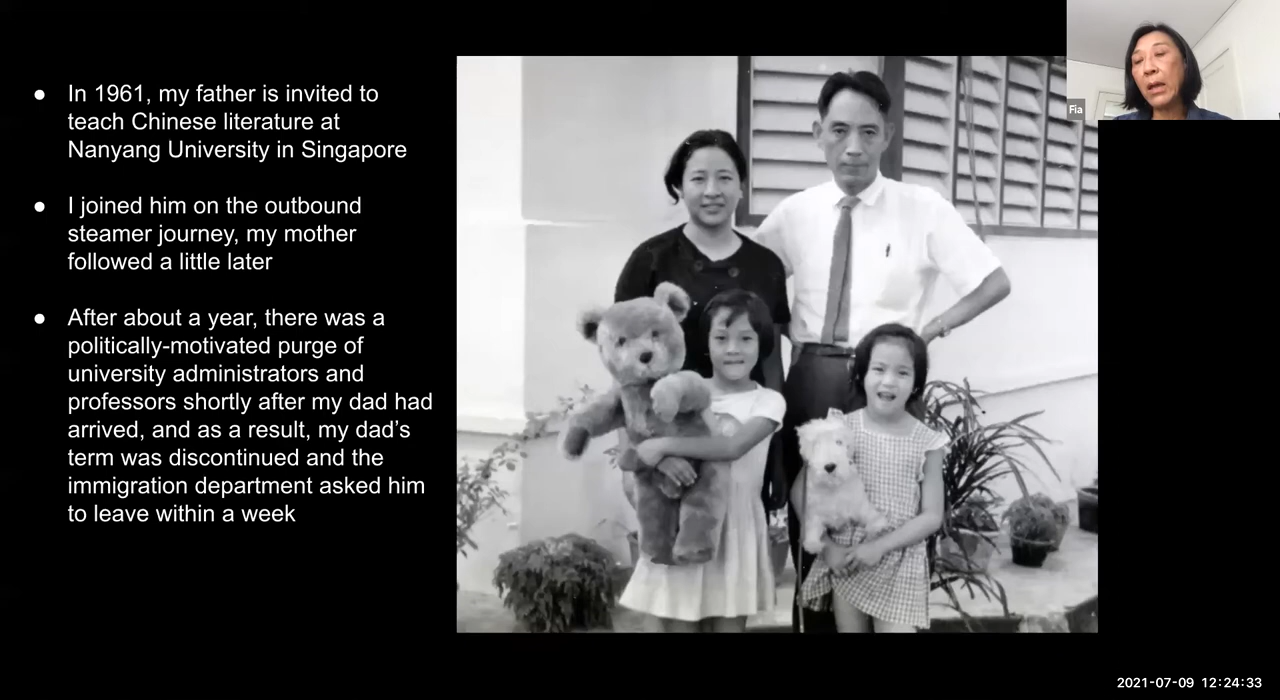 ● In 1961, my father is invited to
teach Chinese literature at
Nanyang University in Singapore
● I joined him on the outbound
steamer journey, my mother
followed a little later
● After about a year, there was a
politically-motivated purge of
university administrators and
professors shortly after my dad had
arrived, and as a result, my dad’s
term was discontinued and the
immigration department asked him
to leave within a week
Fia
2021-07-09 12:24:33